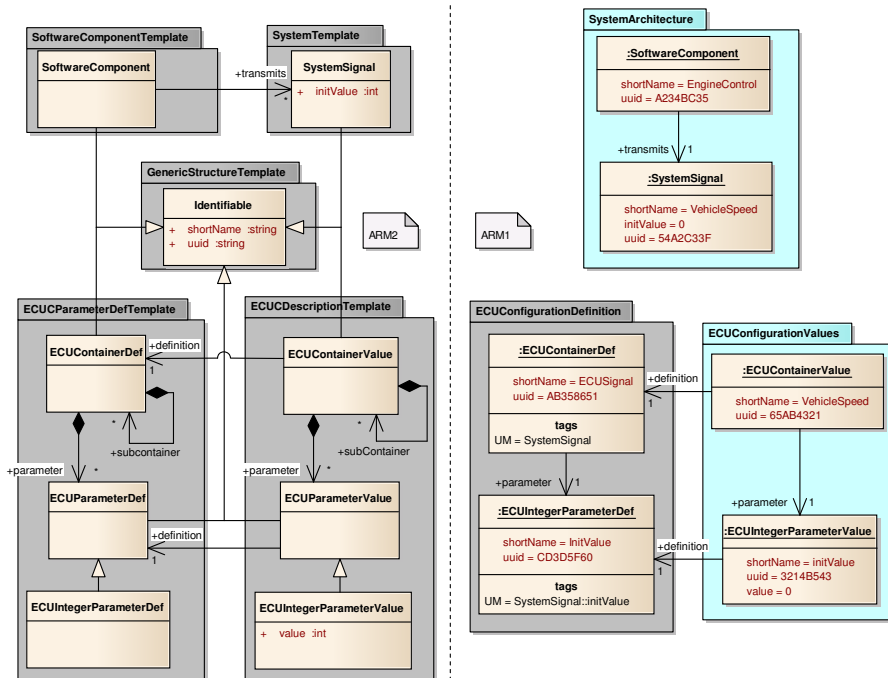 SoftwareComponentTemplate
SoftwareComponent
SystemTemplate
SystemSignal
+ initValue :int
+transmits
*
GenericStructureTemplate
Identifiable
+ shortName :string
+ uuid :string
ARM2
ECUCParameterDefTemplate
ECUContainerDef
*
+subcontainer
+parameter
*
ECUParameterDef
ECUIntegerParameterDef
ECUCDescriptionTemplate
ECUContainerValue
+definition
1
*
+subContainer
+parameter
*
ECUParameterValue
+definition
1
ECUIntegerParameterValue
+ value :int
ARM1
SystemArchitecture
:SoftwareComponent
shortName = EngineControl
uuid = A234BC35
+transmits
1
:SystemSignal
shortName = VehicleSpeed
initValue = 0
uuid = 54A2C33F
ECUConfigurationDefinition
:ECUContainerDef
shortName = ECUSignal
uuid = AB358651
tags
UM = SystemSignal
+parameter
1
:ECUIntegerParameterDef
shortName = InitValue
uuid = CD3D5F60
tags
UM = SystemSignal::initValue
ECUConfigurationValues
:ECUContainerValue
shortName = VehicleSpeed
uuid = 65AB4321
+definition
1
+parameter
1
:ECUIntegerParameterValue
shortName = initValue
uuid = 3214B543
value = 0
+definition
1